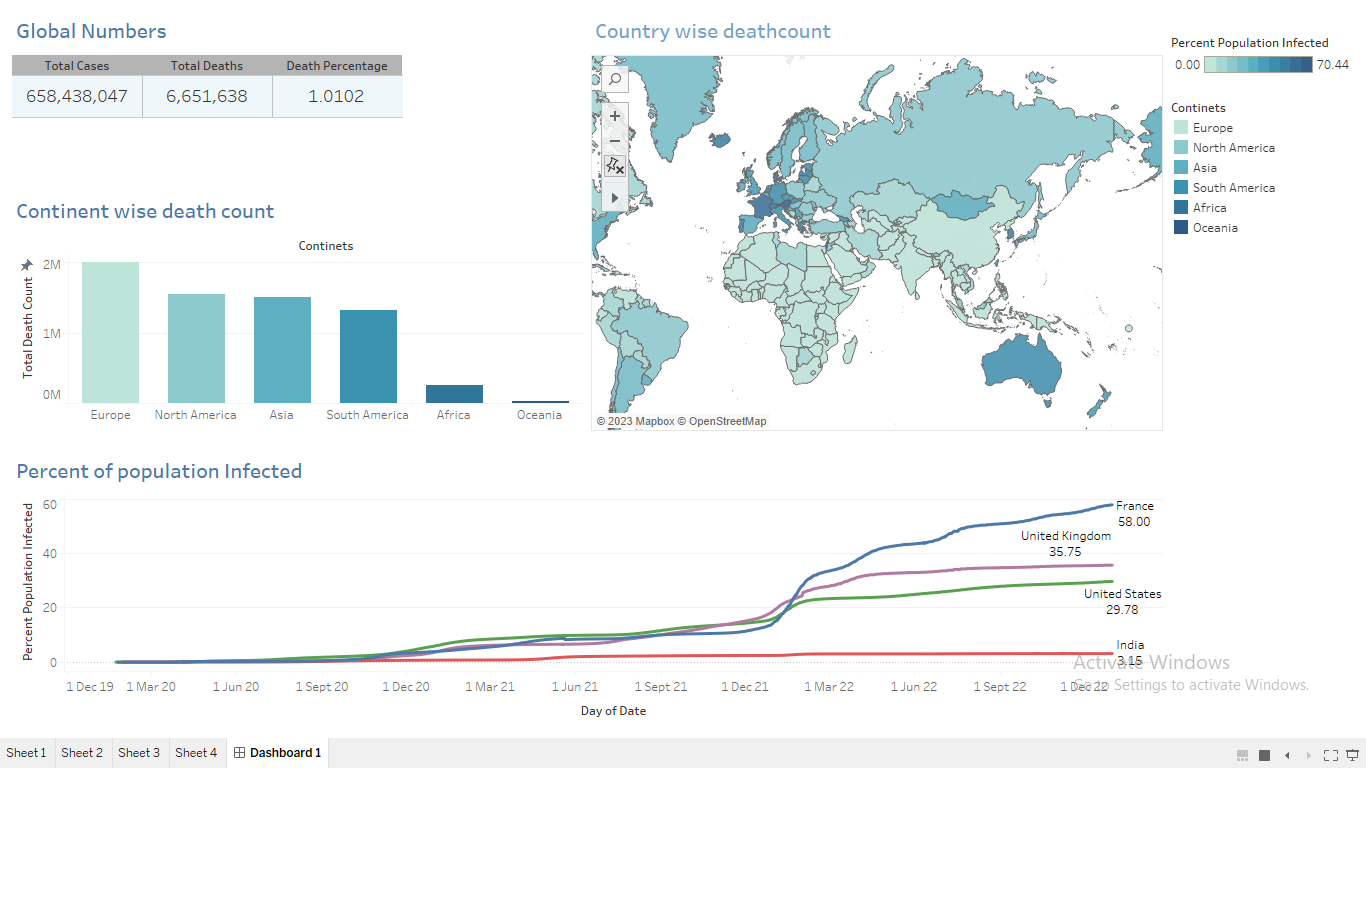 Global Numbers
Total Cases Total Deaths Death Percentage
658,438,047 6,651,638 1.0102
Country wise deathcount
© 2023 Mapbox © OpenStreetMap
Percent Population Infected
0.00 70.44
Continets
Europe
North America
Asia
South America
Africa
Oceania
Continent wise death count
Continets
Total Death Count
2M
1M
0M
Europe North America Asia South America Africa Oceania
Percent of population Infected
Percent Population Infected
60
40
20
0
France
58.00
United Kingdom
35.75
United States
29.78
India
3.15
1 Dec 19 1 Mar 20 1 Jun 20 1 Sept 20 1 Dec 20 1 Mar 21 1 Jun 21 1 Sept 21 1 Dec 21 1 Mar 22 1 Jun 22 1 Sept 22 1 Dec 22
Day of Date
Activate Windows
Go to Settings to activate Windows.
Sheet 1 Sheet 2 Sheet 3 Sheet 4 Dashboard 1